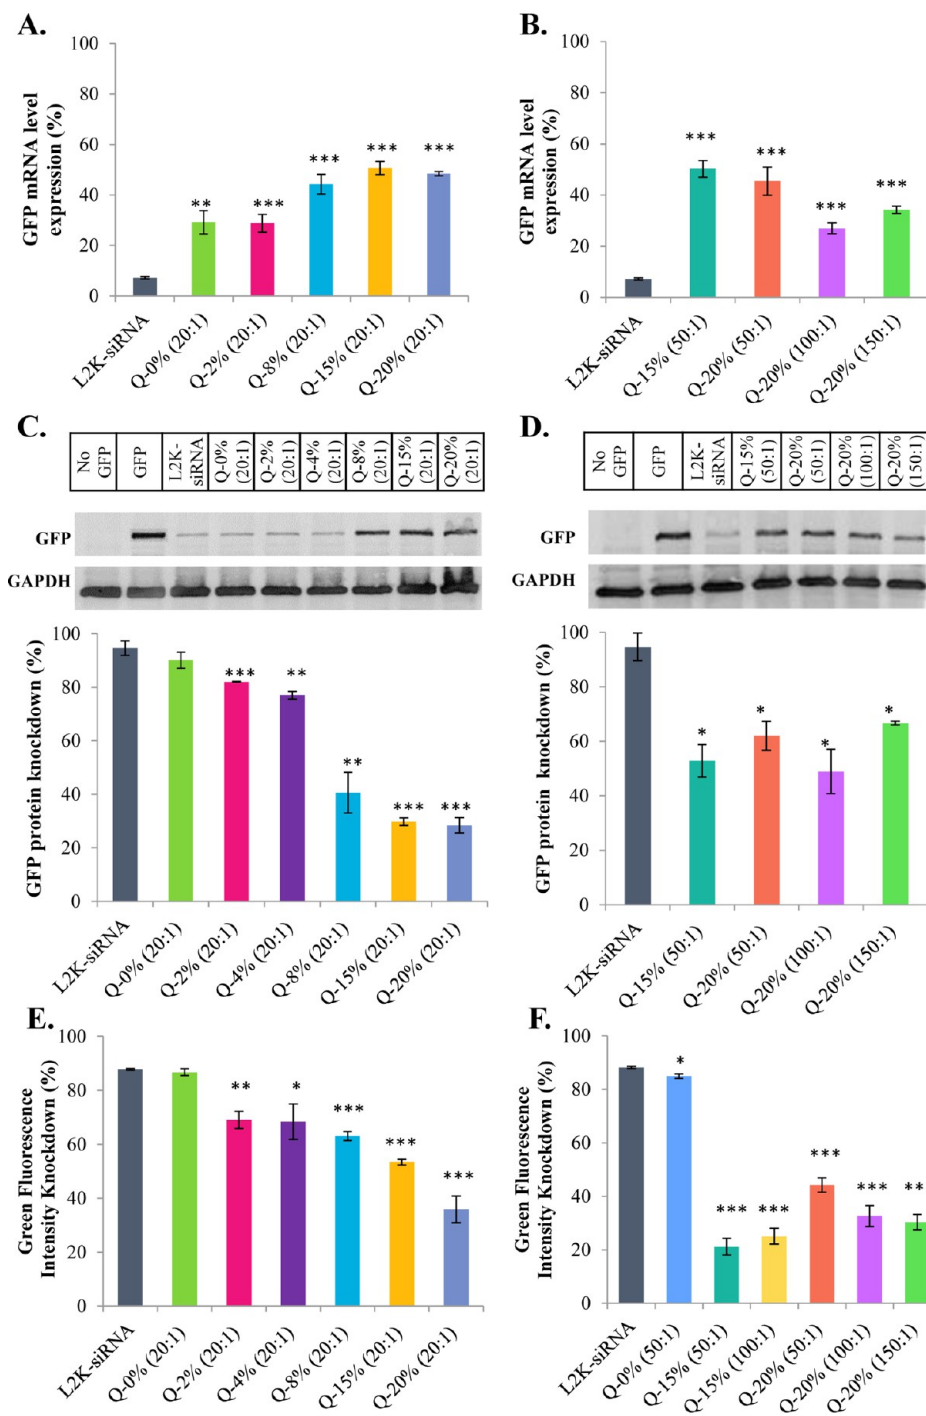 A.
GFP mRNA level
expression (%)
100
80
60
40
20
0
**
***
***
***
***
L2K-siRNA
Q-0% (20:1)
Q-2% (20:1)
Q-8% (20:1)
Q-15% (20:1)
Q-20% (20:1)
B.
GFP mRNA level
expression (%)
100
80
60
40
20
0
***
***
***
***
L2K-siRNA
Q-15% (50:1)
Q-20% (50:1)
Q-20% (100:1)
Q-20% (150:1)
C.
No
GFP
GFP
L2K-
siRNA
Q-0%
(20:1)
Q-2%
(20:1)
Q-4%
(20:1)
Q-8%
(20:1)
Q-15%
(20:1)
Q-20%
(20:1)
GFP
GAPDH
GFP protein knockdown (%)
100
80
60
40
20
0
***
**
**
***
***
L2K-siRNA
Q-0% (20:1)
Q-2% (20:1)
Q-4% (20:1)
Q-8% (20:1)
Q-15% (20:1)
Q-20% (20:1)
D.
No
GFP
GFP
L2K-
siRNA
Q-15%
(50:1)
Q-20%
(50:1)
Q-20%
(100:1)
Q-20%
(150:1)
GFP
GAPDH
GFP protein knockdown (%)
100
80
60
40
20
0
*
*
*
*
L2K-siRNA
Q-15% (50:1)
Q-20% (50:1)
Q-20% (100:1)
Q-20% (150:1)
E.
Green Fluorescence
Intensity Knockdown (%)
100
80
60
40
20
0
**
*
***
***
***
L2K-siRNA
Q-0% (20:1)
Q-2% (20:1)
Q-4% (20:1)
Q-8% (20:1)
Q-15% (20:1)
Q-20% (20:1)
F.
Green Fluorescence
Intensity Knockdown (%)
100
80
60
40
20
0
*
***
***
***
***
**
L2K-siRNA
Q-0% (50:1)
Q-15% (50:1)
Q-15% (100:1)
Q-20% (50:1)
Q-20% (100:1)
Q-20% (150:1)